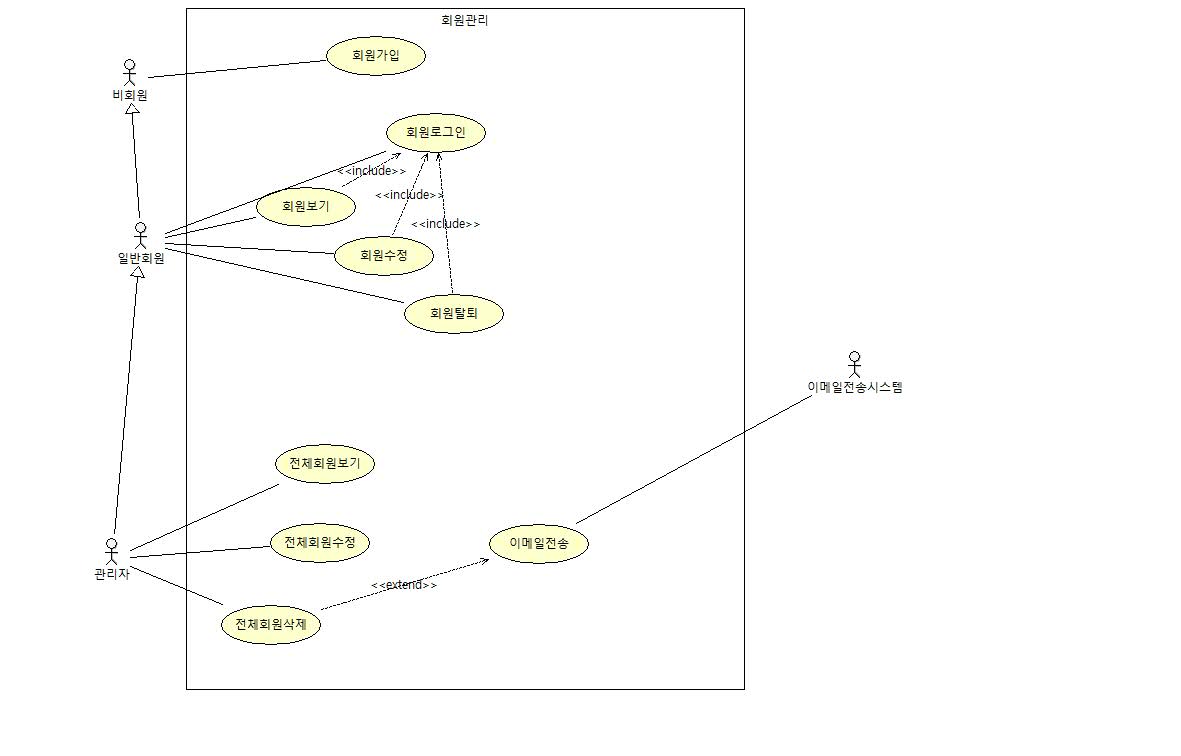 회원관리
회원가입
비회원
회원로그인
<<include>>
<<include>>
회원보기
<<include>>
일반회원
회원수정
회원탈퇴
이메일전송시스템
전체회원보기
전체회원수정
이메일전송
관리자
<<extend>>
전체회원삭제